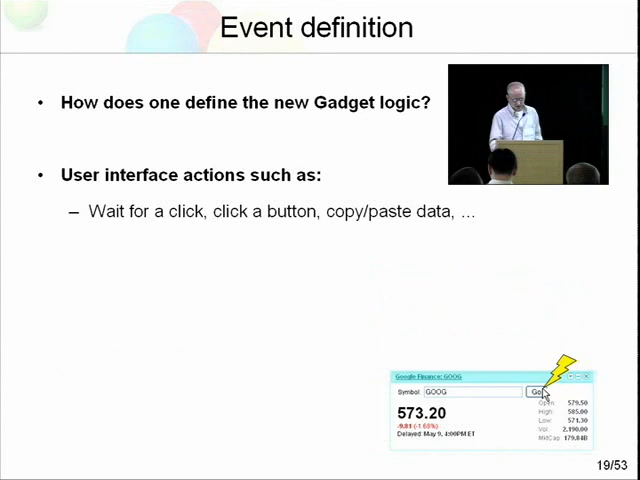 Event definition
• How does one define the new Gadget logic?
• User interface actions such as:
– Wait for a click, click a button, copy/paste data, ...
Google Finance: GOOG
Symbol: GOOG Go
573.20
-9.81 (-1.68%)
Delayed: May 9, 4:00PM ET
Open: 579.50
High: 585.00
Low: 571.30
Vol: 2,190.00
MktCap: 179.84B
19/53